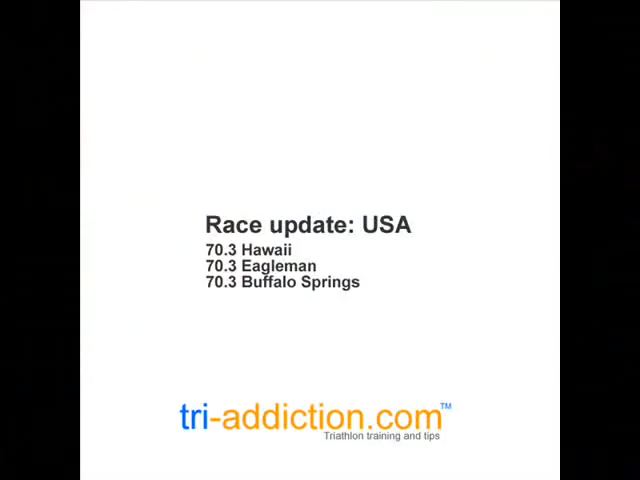 Race update: USA
70.3 Hawaii
70.3 Eagleman
70.3 Buffalo Springs
tri-addiction.com™
Triathlon training and tips